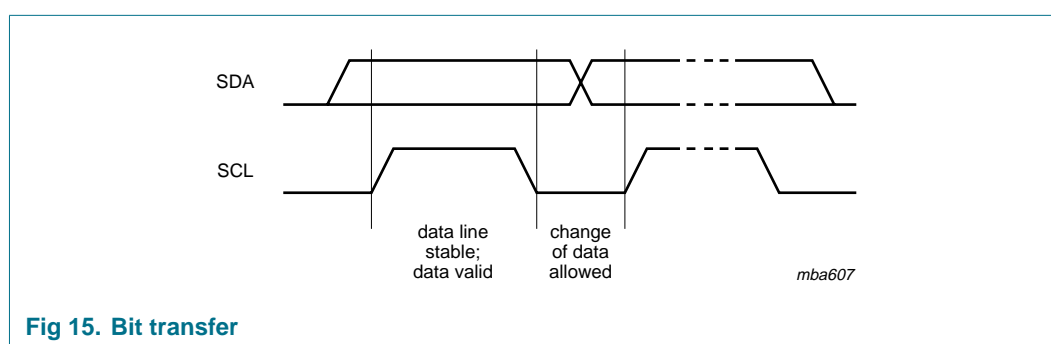 SDA
SCL
data line
stable;
data valid
change
of data
allowed
mba607
Fig 15. Bit transfer